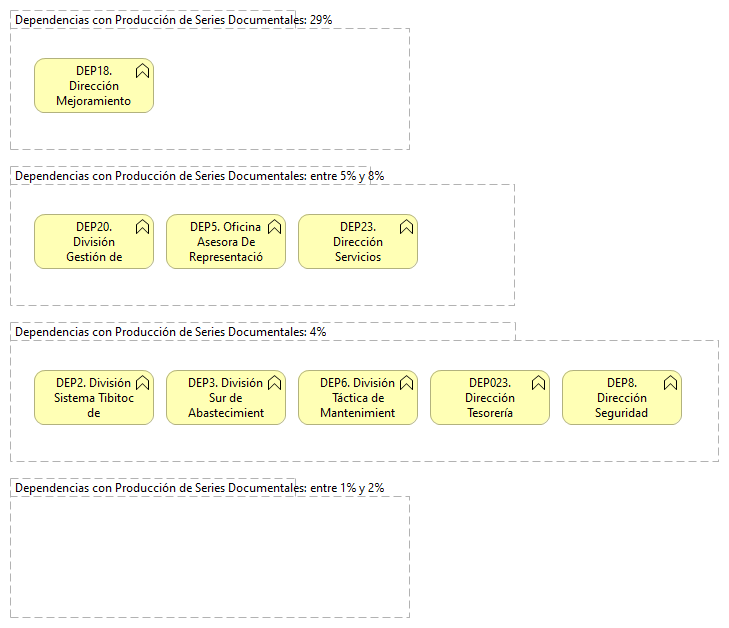 Dependencias con Producción de Series Documentales: 29%
DEP18.
Dirección
Mejoramiento
Dependencias con Producción de Series Documentales: entre 5% y 8%
DEP20.
División
Gestión de
DEP5. Oficina
Asesora De
Representació
DEP23.
Dirección
Servicios
Dependencias con Producción de Series Documentales: 4%
DEP2. División
Sistema Tibitoc
de
DEP3. División
Sur de
Abastecimient
DEP6. División
Táctica de
Mantenimient
DEP023.
Dirección
Tesorería
DEP8.
Dirección
Seguridad
Dependencias con Producción de Series Documentales: entre 1% y 2%